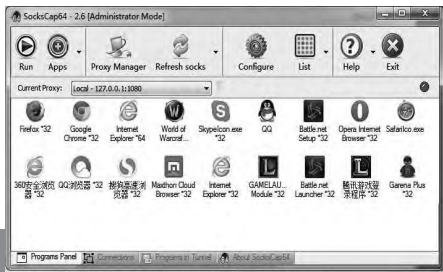 SocksCap64 - 2.6 [Administrator Mode]
Run Apps Proxy Manager Refresh socks Configure List Help Exit
Current Proxy: Local - 127.0.0.1:1080
Firefox *32 Google Chrome *32 Internet Explorer *64 World of Warcraf... SkypeIcon.exe *32 QQ Battle.net Setup *32 Opera Internet Browser *32 SafariIco.exe
360安全浏览器 *32 QQ浏览器 *32 搜狗高速浏览器 *32 Maxthon Cloud Browser *32 Internet Explorer *32 GAMELAU... Module *32 Battle.net Launcher *32 腾讯游戏登录程序 *32 Garena Plus *32
Programs Panel Connections Programs in Tunnel About SocksCap64